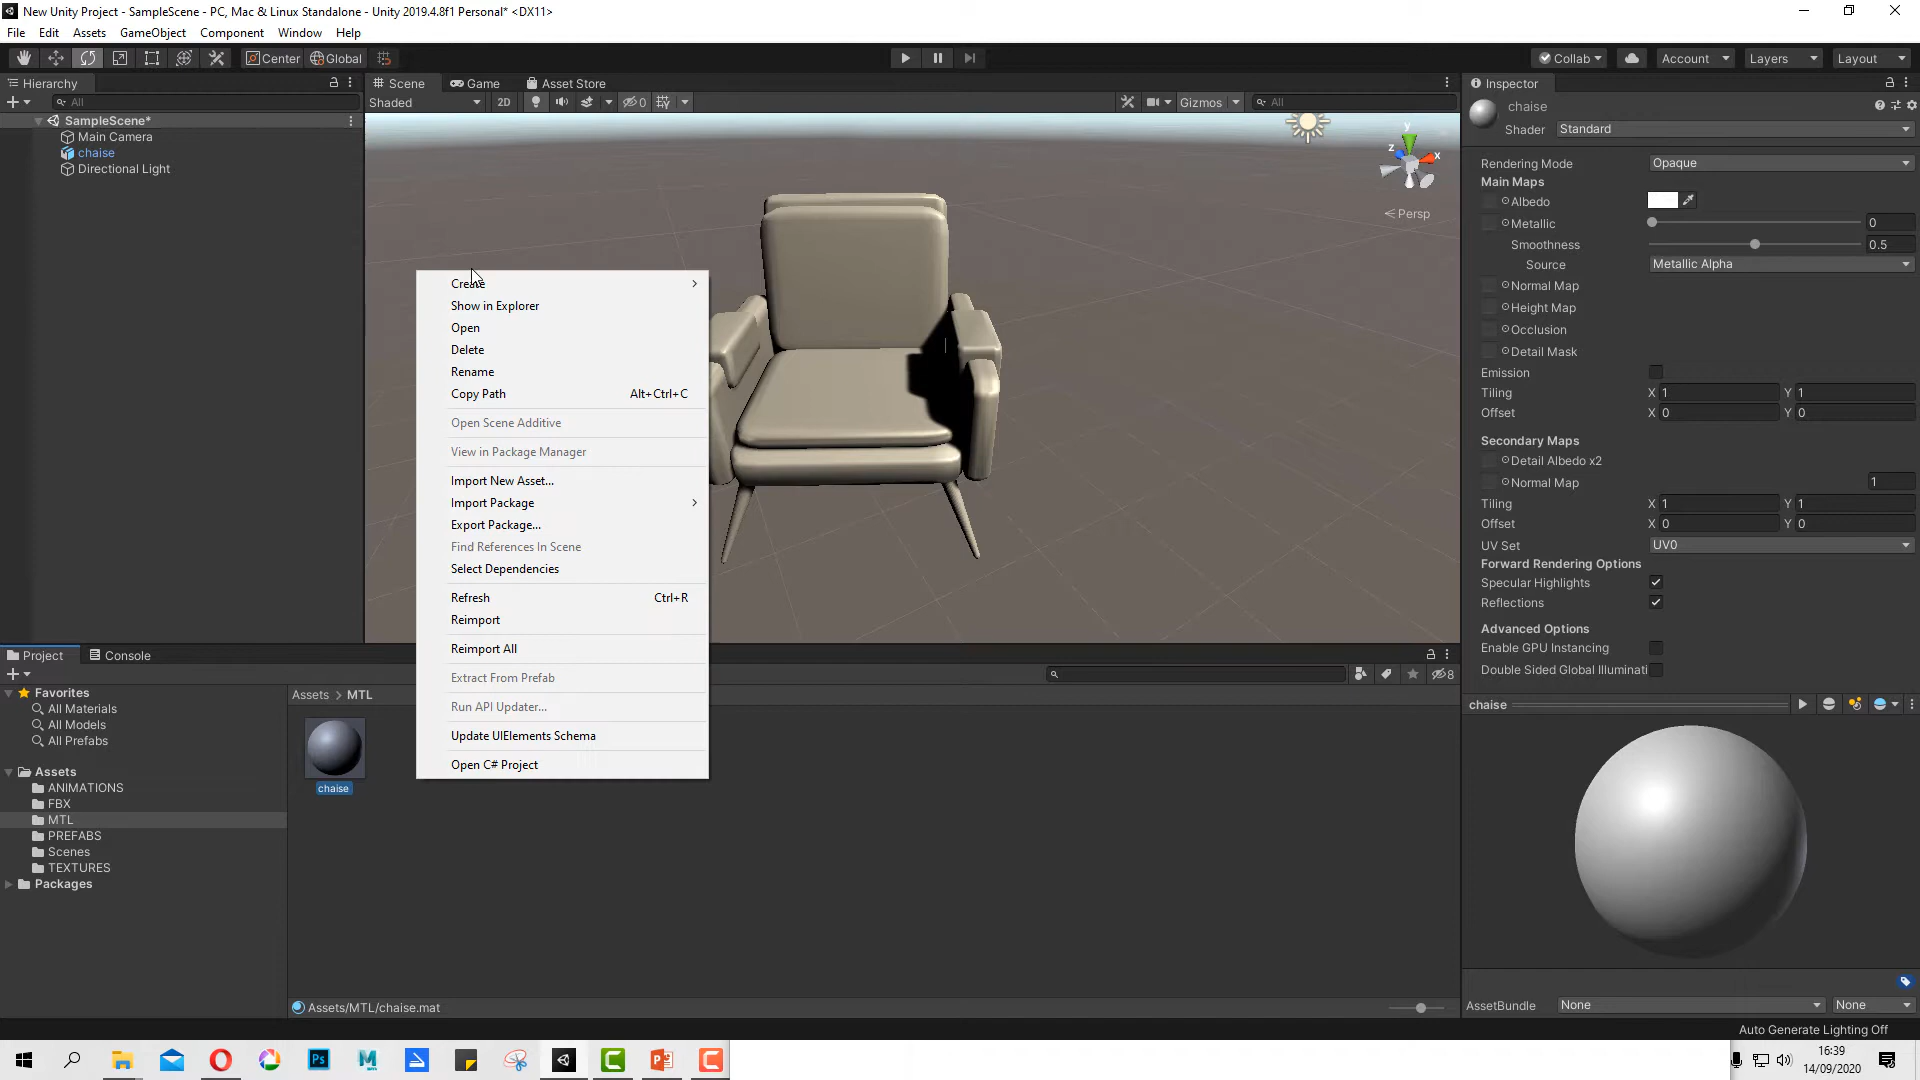 New Unity Project - SampleScene - PC, Mac & Linux Standalone - Unity 2019.4.8f1 Personal* <DX11>
File Edit Assets GameObject Component Window Help
Center Global Collab Account Layers Layout
Hierarchy Scene Game Asset Store Inspector
All Shaded 2D 0 Gizmos All chaise
SampleScene* Shader Standard
Main Camera
chaise
Directional Light
y
z x
Persp
Rendering Mode Opaque
Main Maps
Albedo
Metallic 0
Smoothness 0.5
Source Metallic Alpha
Normal Map
Height Map
Occlusion
Detail Mask
Emission
Tiling X 1 Y 1
Offset X 0 Y 0
Secondary Maps
Detail Albedo x2
Normal Map 1
Tiling X 1 Y 1
Offset X 0 Y 0
UV Set UV0
Forward Rendering Options
Specular Highlights
Reflections
Advanced Options
Enable GPU Instancing
Double Sided Global Illuminati
Create
Show in Explorer
Open
Delete
Rename
Copy Path Alt+Ctrl+C
Open Scene Additive
View in Package Manager
Import New Asset...
Import Package
Export Package...
Find References In Scene
Select Dependencies
Refresh Ctrl+R
Reimport
Reimport All
Extract From Prefab
Run API Updater...
Update UIElements Schema
Open C# Project
Project Console
8
Favorites
All Materials
All Models
All Prefabs
Assets
ANIMATIONS
FBX
MTL
PREFABS
Scenes
TEXTURES
Packages
Assets > MTL
chaise
Assets/MTL/chaise.mat
chaise
AssetBundle None None
Auto Generate Lighting Off
Ps
M
16:39
14/09/2020